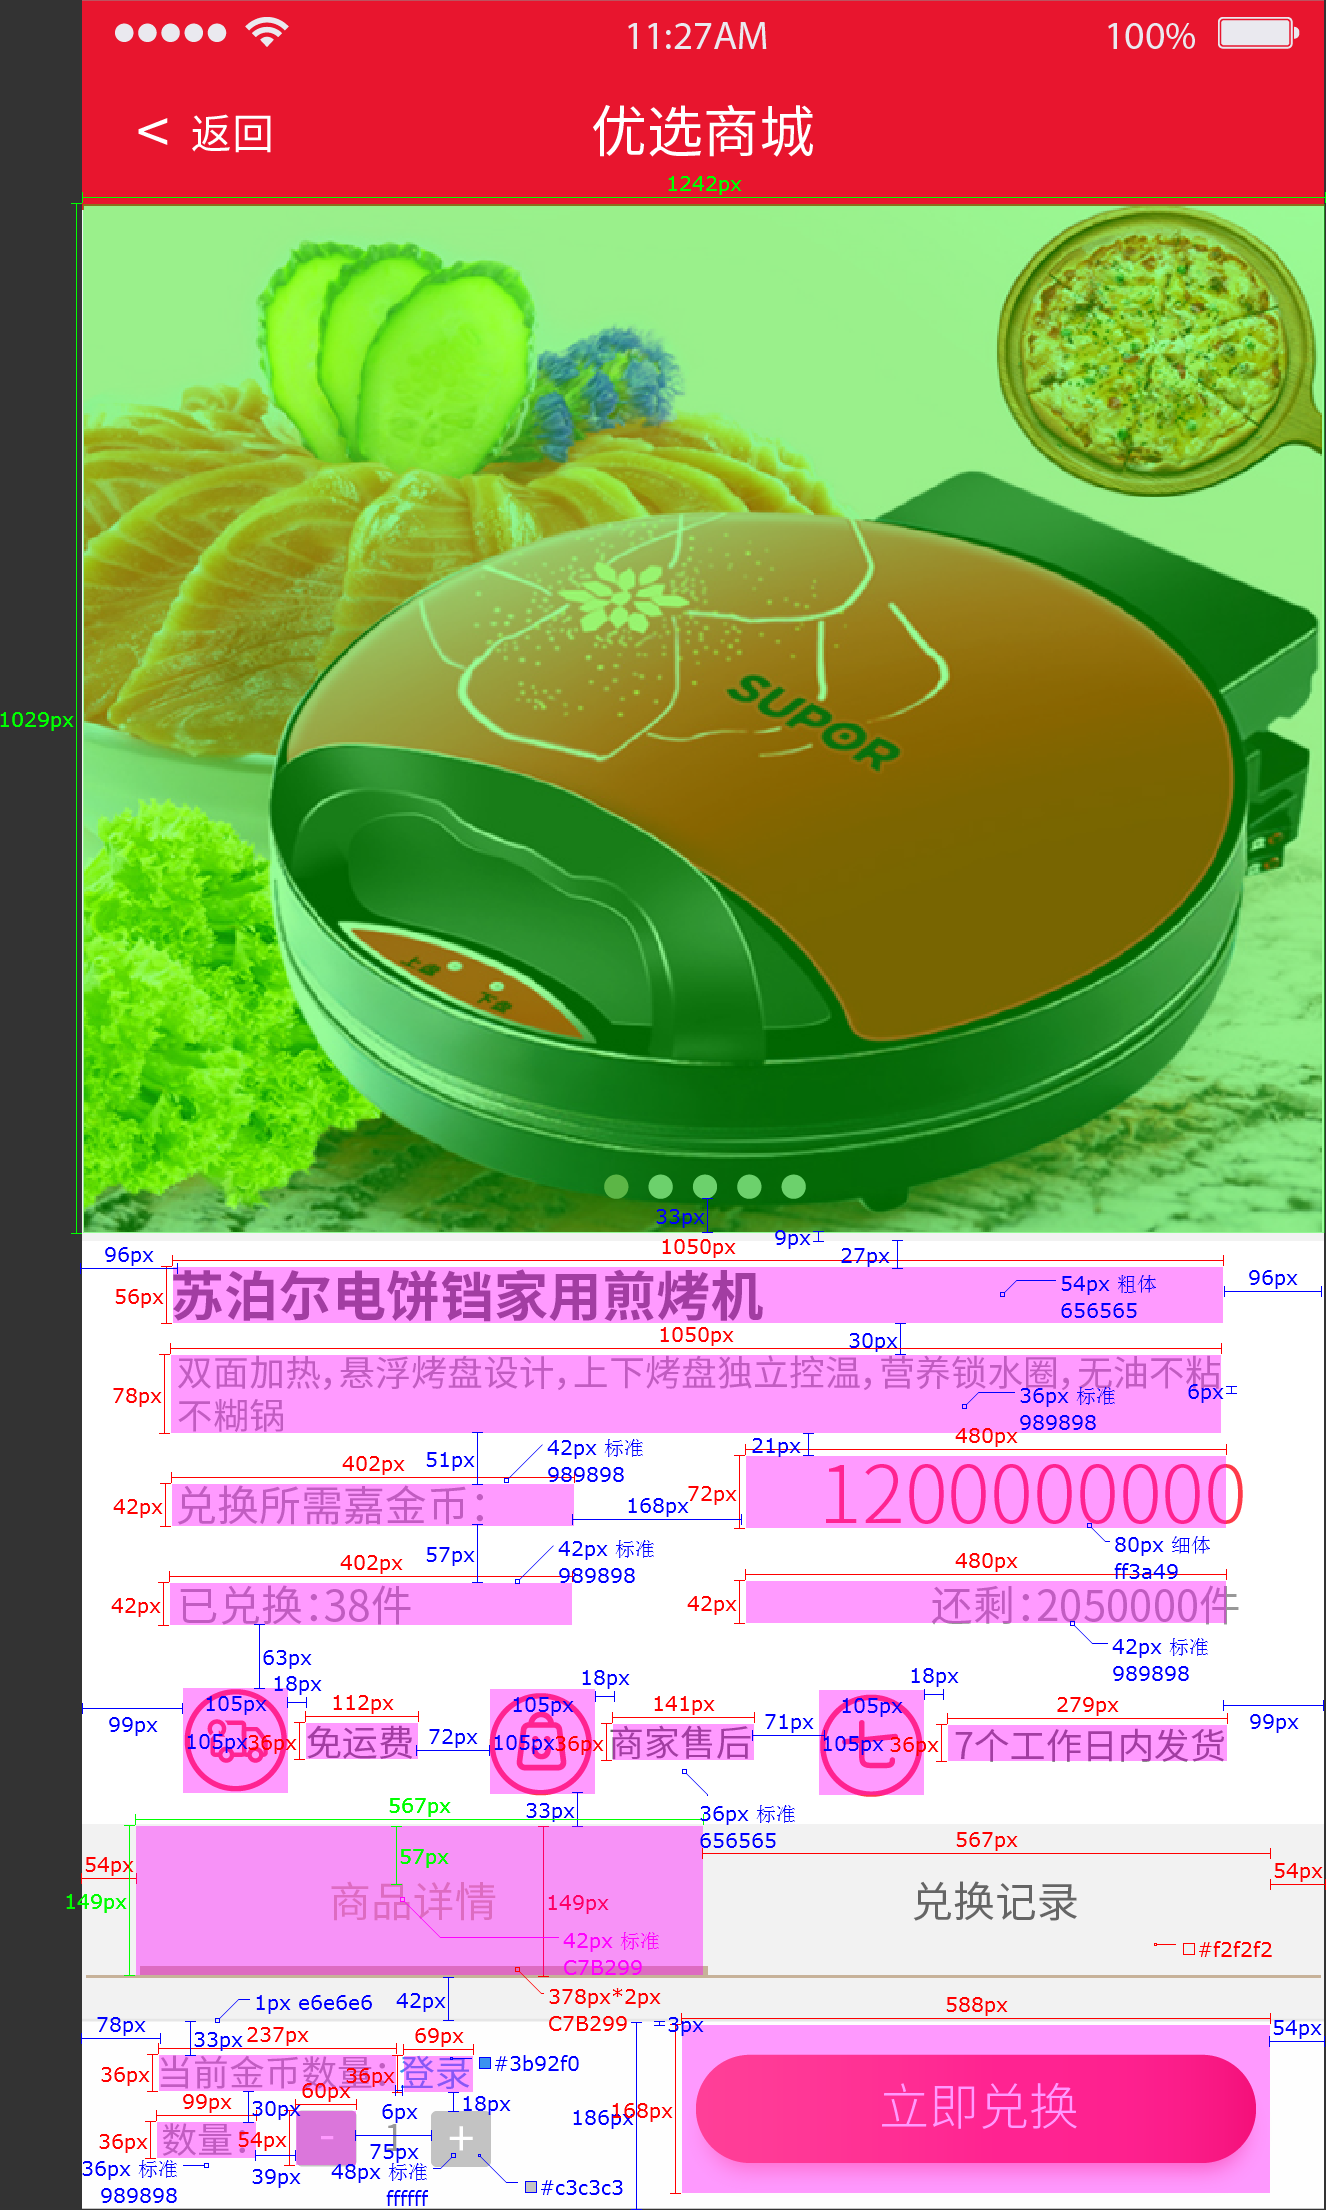 11:27AM
100%
< 返回
优选商城
1242px
1029px
SUPOR
上盘
下盘
33px
9px
96px
1050px
27px
56px
苏泊尔电饼铛家用煎烤机
54px 粗体
656565
96px
1050px
30px
78px
双面加热，悬浮烤盘设计，上下烤盘独立控温，营养锁水圈，无油不粘
不糊锅
36px 标准
989898
6px
402px
51px
42px 标准
989898
21px
480px
42px
兑换所需嘉金币：
168px
72px
1200000000
80px 细体
ff3a49
402px
57px
42px 标准
989898
480px
42px
已兑换：38件
42px
还剩：2050000件
42px 标准
989898
63px
18px
18px
18px
99px
105px
105px
36px
112px
免运费
72px
105px
105px
36px
141px
商家售后
71px
105px
105px
36px
279px
7个工作日内发货
99px
七
567px
33px
36px 标准
656565
567px
54px
149px
57px
商品详情
149px
42px 标准
C7B299
兑换记录
54px
#f2f2f2
1px e6e6e6
42px
378px*2px
C7B299
588px
78px
33px
237px
69px
3px
54px
36px
当前金币数量：
36px
登录
#3b92f0
99px
30px
60px
6px
18px
186px
168px
立即兑换
36px
数量：
54px
-
1
+
75px
39px
36px 标准
989898
48px 标准
ffffff
#c3c3c3